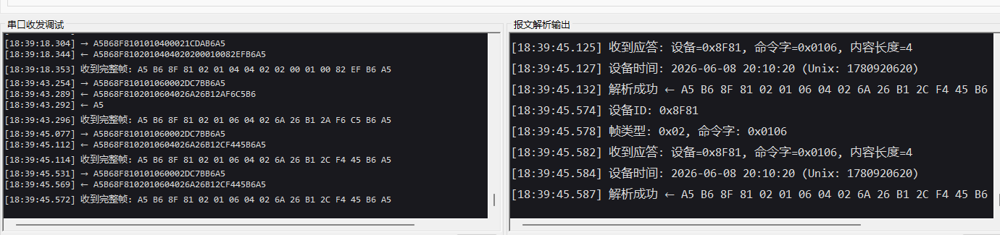 串口收发调试
[18:39:18.304] → A5B68F8101010400021CDAB6A5
[18:39:18.344] ← A5B68F8102010404020200010082EFB6A5
[18:39:18.353] 收到完整帧: A5 B6 8F 81 02 01 04 04 02 02 00 01 00 82 EF B6 A5
[18:39:43.254] → A5B68F810101060002DC7BB6A5
[18:39:43.289] ← A5B68F8102010604026A26B12AF6C5B6
[18:39:43.292] ← A5
[18:39:43.296] 收到完整帧: A5 B6 8F 81 02 01 06 04 02 6A 26 B1 2A F6 C5 B6 A5
[18:39:45.077] → A5B68F810101060002DC7BB6A5
[18:39:45.112] ← A5B68F8102010604026A26B12CF445B6A5
[18:39:45.114] 收到完整帧: A5 B6 8F 81 02 01 06 04 02 6A 26 B1 2C F4 45 B6 A5
[18:39:45.531] → A5B68F810101060002DC7BB6A5
[18:39:45.569] ← A5B68F8102010604026A26B12CF445B6A5
[18:39:45.572] 收到完整帧: A5 B6 8F 81 02 01 06 04 02 6A 26 B1 2C F4 45 B6 A5
报文解析输出
[18:39:45.125] 收到应答: 设备=0x8F81, 命令字=0x0106, 内容长度=4
[18:39:45.127] 设备时间: 2026-06-08 20:10:20 (Unix: 1780920620)
[18:39:45.132] 解析成功 ← A5 B6 8F 81 02 01 06 04 02 6A 26 B1 2C F4 45 B6
[18:39:45.574] 设备ID: 0x8F81
[18:39:45.578] 帧类型: 0x02, 命令字: 0x0106
[18:39:45.582] 收到应答: 设备=0x8F81, 命令字=0x0106, 内容长度=4
[18:39:45.584] 设备时间: 2026-06-08 20:10:20 (Unix: 1780920620)
[18:39:45.587] 解析成功 ← A5 B6 8F 81 02 01 06 04 02 6A 26 B1 2C F4 45 B6